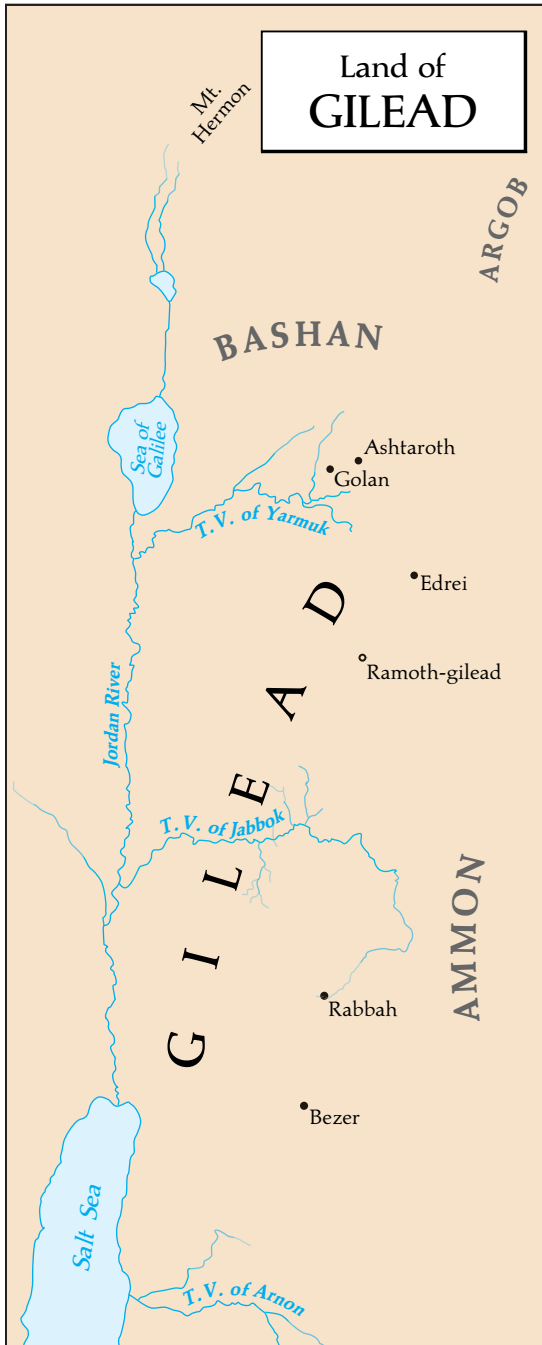 Land of
GILEAD
Mt.
Hermon
ARGOB
BASHAN
Sea of
Galilee
Ashtaroth
Golan
T.V. of Yarmuk
Edrei
Ramoth-gilead
Jordan River
GILEAD
T.V. of Jabbok
AMMON
Rabbah
Bezer
Salt Sea
T.V. of Arnon